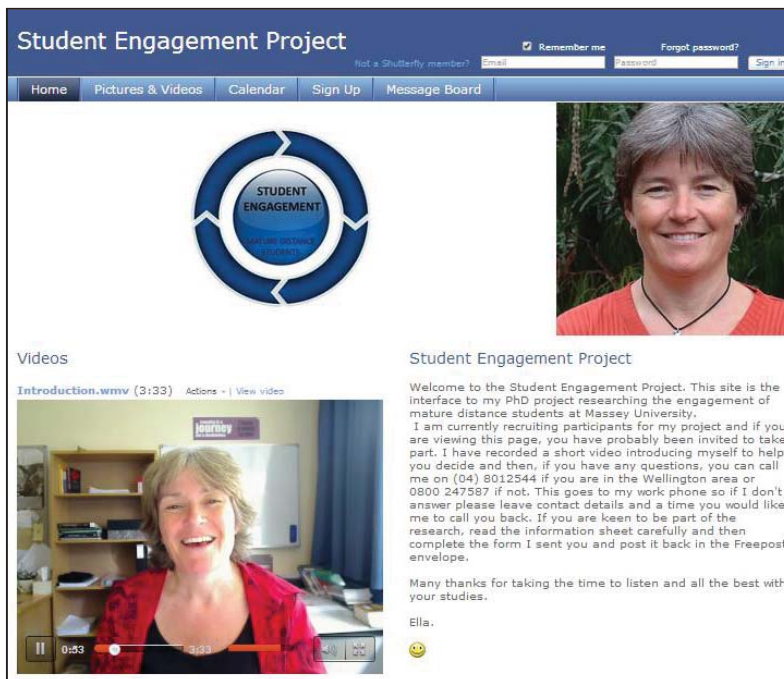 Student Engagement Project
Remember me Forgot password?
Not a Shutterfly member? Email Password Sign in
Home Pictures & Videos Calendar Sign Up Message Board
STUDENT
ENGAGEMENT
MATURE DISTANCE
STUDENTS
Videos
Introduction.wmv (3:33) Actions | View video
journey
0:33 3:33
Student Engagement Project
Welcome to the Student Engagement Project. This site is the
interface to my PhD project researching the engagement of
mature distance students at Massey University.
I am currently recruiting participants for my project and if you
are viewing this page, you have probably been invited to take
part. I have recorded a short video introducing myself to help
you decide and then, if you have any questions, you can call
me on (04) 8012544 if you are in the Wellington area or
0800 247587 if not. This goes to my work phone so if I don't
answer please leave contact details and a time you would like
me to call you back. If you are keen to be part of the
research, read the information sheet carefully and then
complete the form I sent you and post it back in the Freepost
envelope.
Many thanks for taking the time to listen and all the best with
your studies.
Ella.